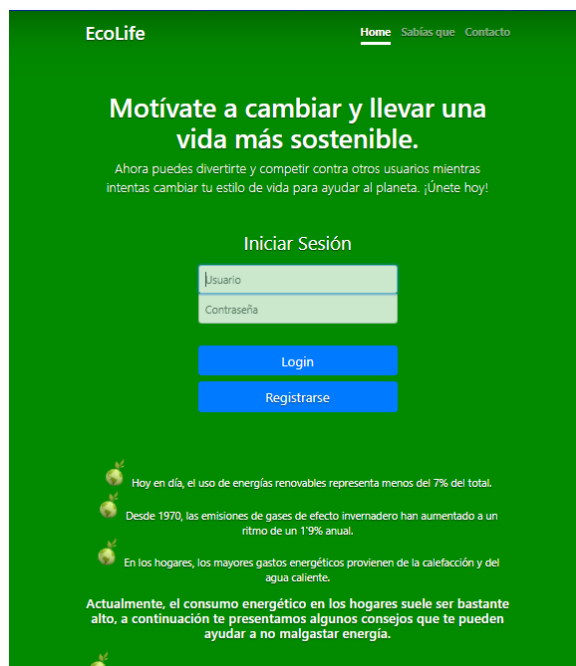 EcoLife
Home Sabías que Contacto
Motívate a cambiar y llevar una
vida más sostenible.
Ahora puedes divertirte y competir contra otros usuarios mientras
intentas cambiar tu estilo de vida para ayudar al planeta. ¡Únete hoy!
Iniciar Sesión
Usuario
Contraseña
Login
Registrarse
Hoy en día, el uso de energías renovables representa menos del 7% del total.
Desde 1970, las emisiones de gases de efecto invernadero han aumentado a un
ritmo de un 1'9% anual.
En los hogares, los mayores gastos energéticos provienen de la calefacción y del
agua caliente.
Actualmente, el consumo energético en los hogares suele ser bastante
alto, a continuación te presentamos algunos consejos que te pueden
ayudar a no malgastar energía.